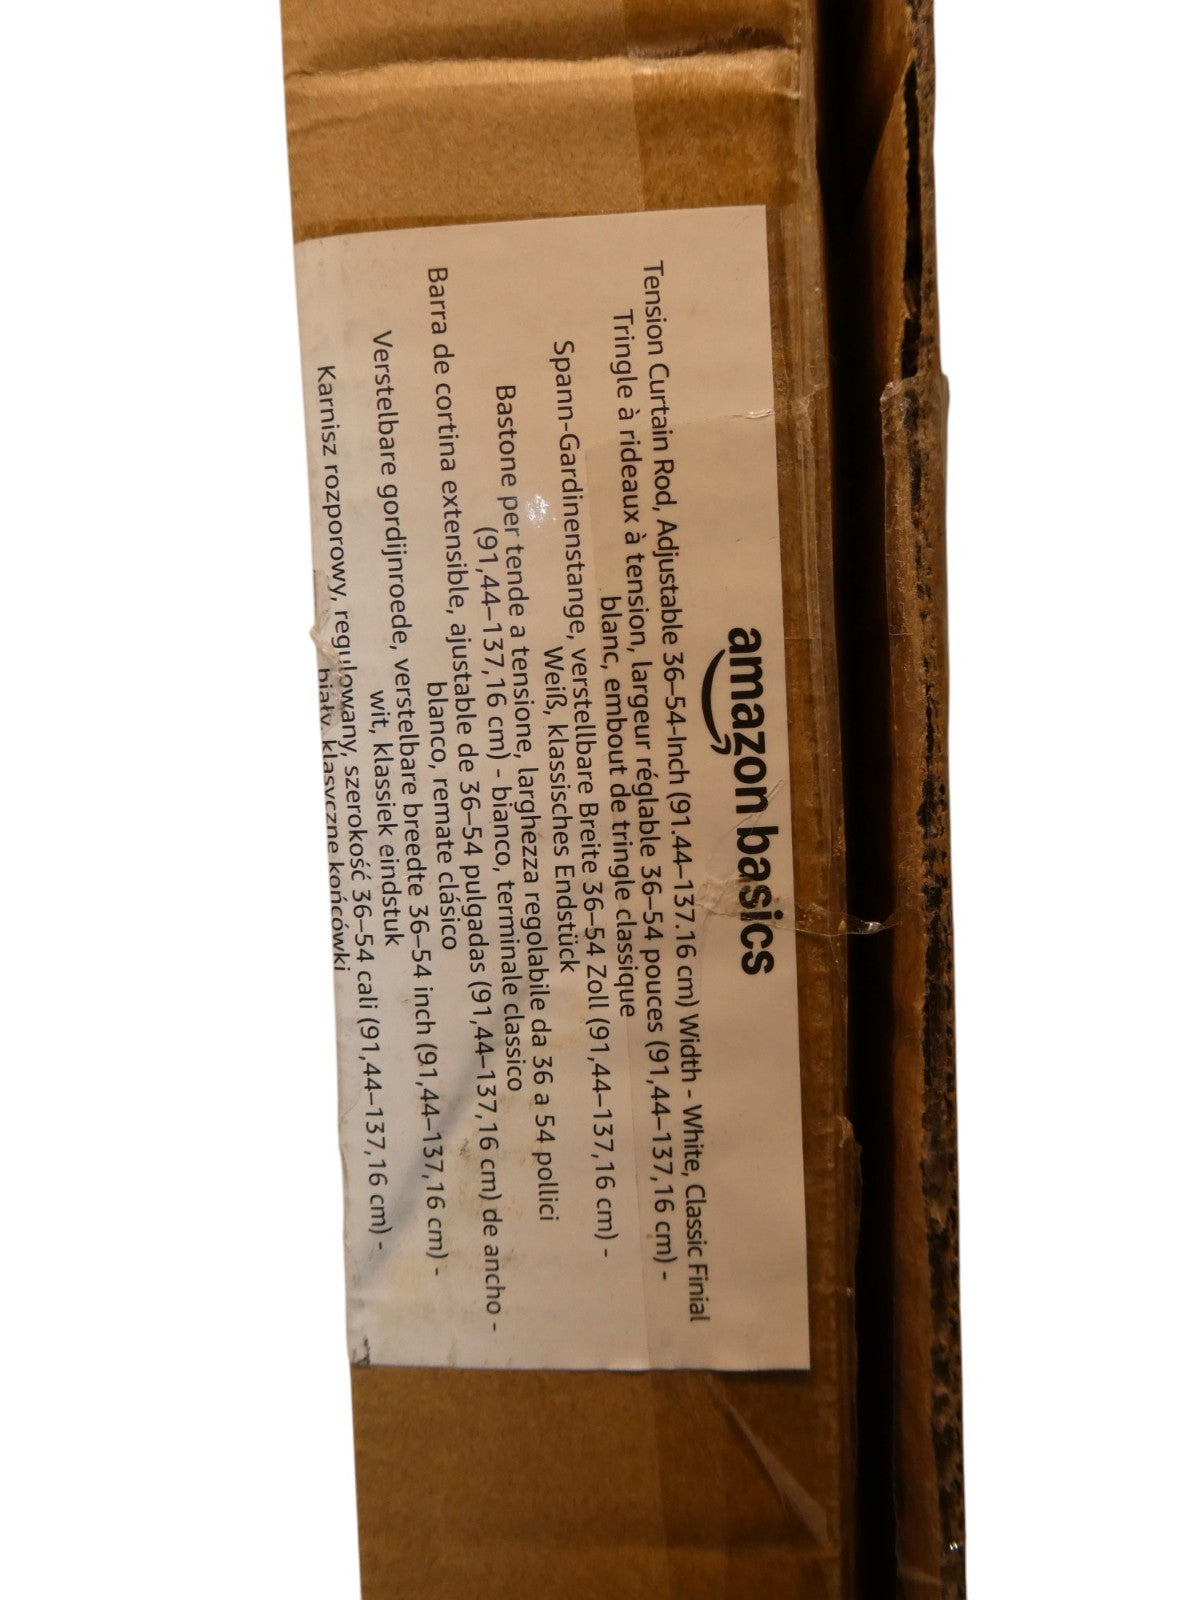 amazon basics
Tension Curtain Rod, Adjustable 36–54-Inch (91.44–137.16 cm) Width - White, Classic Finial
Tringle à rideaux à tension, largeur réglable 36–54 pouces (91,44–137,16 cm) -
blanc, embout de tringle classique
Spann-Gardinenstange, verstellbare Breite 36–54 Zoll (91,44–137,16 cm) -
Weiß, klassisches Endstück
Bastone per tende a tensione, larghezza regolabile da 36 a 54 pollici
(91,44–137,16 cm) - bianco, terminale classico
Barra de cortina extensible, ajustable de 36–54 pulgadas (91,44–137,16 cm) de ancho -
blanco, remate clásico
Verstelbare gordijnroede, verstelbare breedte 36–54 inch (91,44–137,16 cm) -
wit, klassiek eindstuk
Karnisz rozporowy, regulowany, szerokość 36–54 cali (91,44–137,16 cm) -
biały, klasyczne końcówki